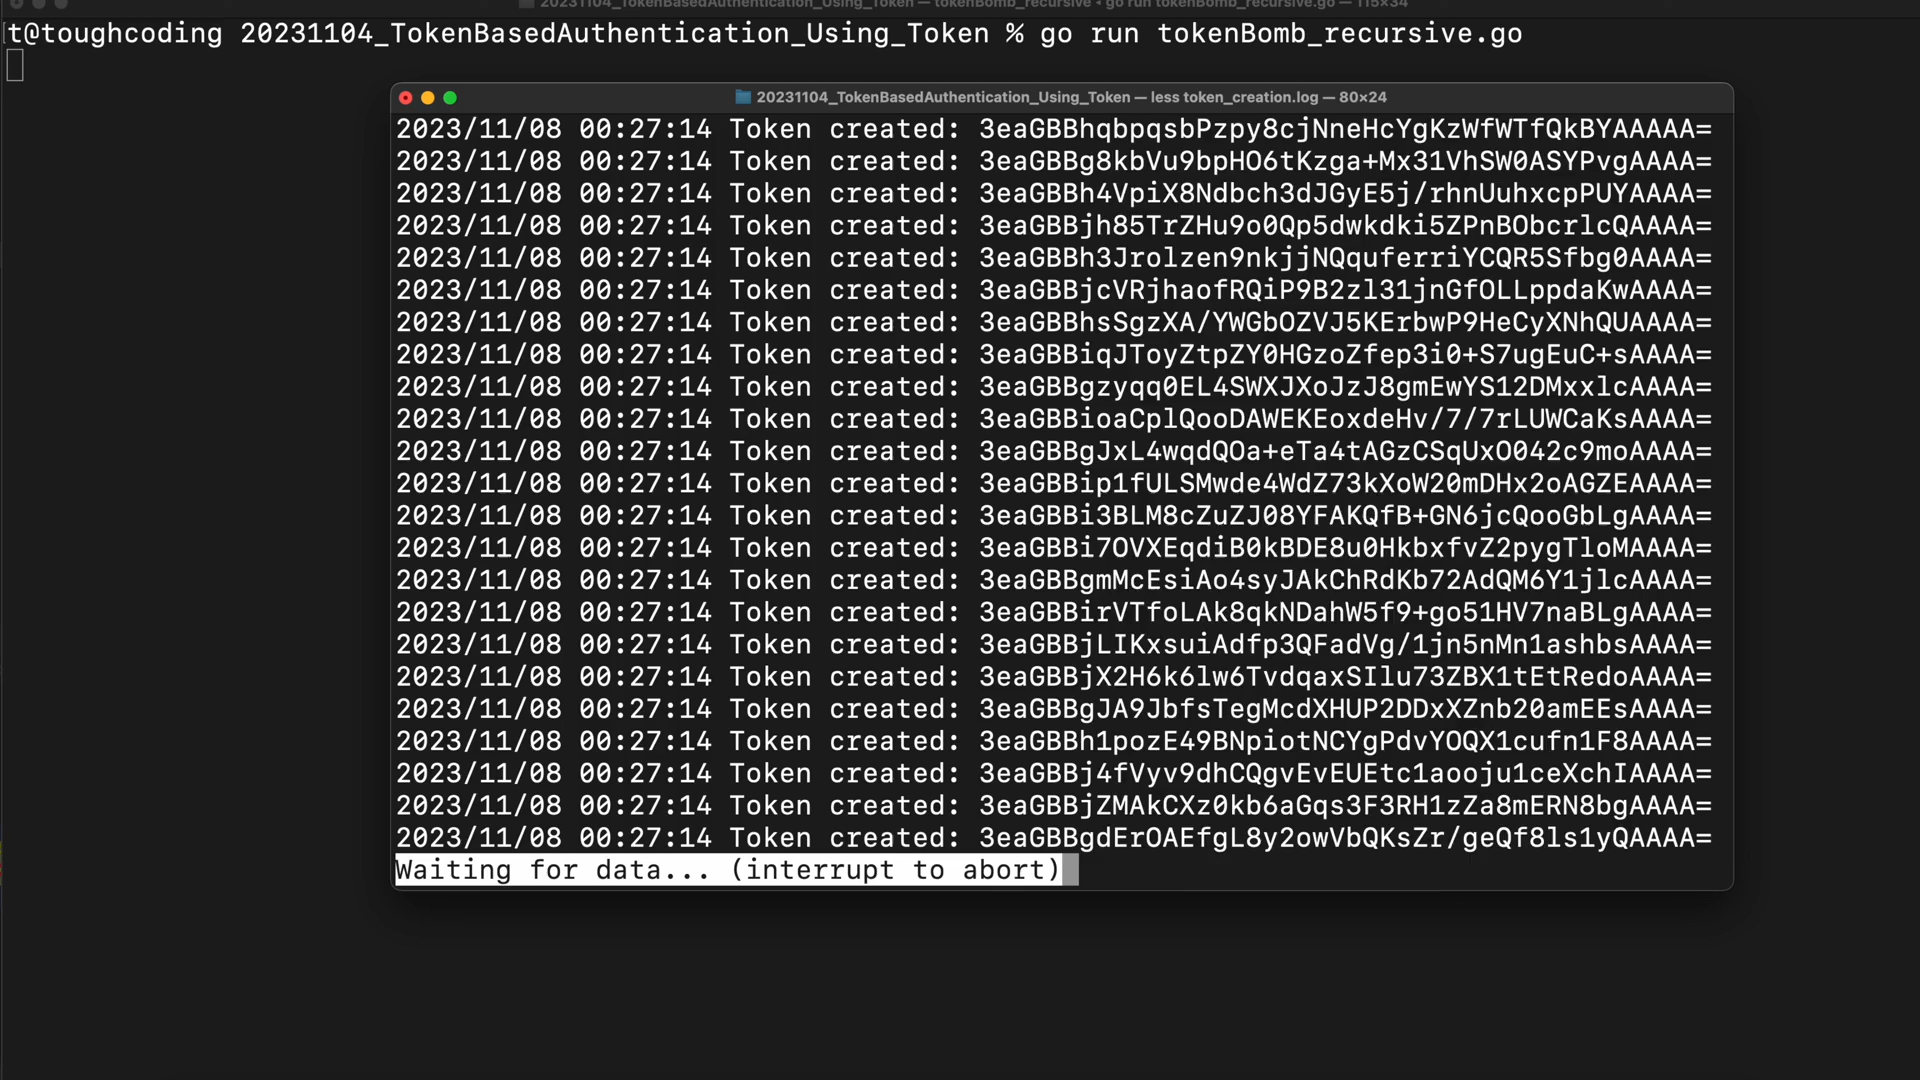 20231104_TokenBasedAuthentication_Using_Token — tokenBomb_recursive ◂ go run tokenBomb_recursive.go — 115×34
t@toughcoding 20231104_TokenBasedAuthentication_Using_Token % go run tokenBomb_recursive.go
20231104_TokenBasedAuthentication_Using_Token — less token_creation.log — 80×24
2023/11/08 00:27:14 Token created: 3eaGBBhqbpqsbPzpy8cjNneHcYgKzWfWTfQkBYAAAAA=
2023/11/08 00:27:14 Token created: 3eaGBBg8kbVu9bpHO6tKzga+Mx31VhSW0ASYPvgAAAA=
2023/11/08 00:27:14 Token created: 3eaGBBh4VpiX8Ndbch3dJGyE5j/rhnUuhxcpPUYAAAA=
2023/11/08 00:27:14 Token created: 3eaGBBjh85TrZHu9o0Qp5dwkdki5ZPnBObcrlcQAAAA=
2023/11/08 00:27:14 Token created: 3eaGBBh3Jrolzen9nkjjNQquferriYCQR5Sfbg0AAAA=
2023/11/08 00:27:14 Token created: 3eaGBBjcVRjhaofRQiP9B2zl31jnGfOLLppdaKwAAAA=
2023/11/08 00:27:14 Token created: 3eaGBBhsSgzXA/YWGbOZVJ5KErbwP9HeCyXNhQUAAAA=
2023/11/08 00:27:14 Token created: 3eaGBBiqJToyZtpZY0HGzoZfep3i0+S7ugEuC+sAAAA=
2023/11/08 00:27:14 Token created: 3eaGBBgzyqq0EL4SWXJXoJzJ8gmEwYS12DMxxlcAAAA=
2023/11/08 00:27:14 Token created: 3eaGBBioaCplQooDAWEKEoxdeHv/7/7rLUWCaKsAAAA=
2023/11/08 00:27:14 Token created: 3eaGBBgJxL4wqdQOa+eTa4tAGzCSqUxO042c9moAAAA=
2023/11/08 00:27:14 Token created: 3eaGBBip1fULSMwde4WdZ73kXoW20mDHx2oAGZEAAAA=
2023/11/08 00:27:14 Token created: 3eaGBBi3BLM8cZuZJ08YFAKQfB+GN6jcQooGbLgAAAA=
2023/11/08 00:27:14 Token created: 3eaGBBi7OVXEqdiB0kBDE8u0HkbxfvZ2pygTloMAAAA=
2023/11/08 00:27:14 Token created: 3eaGBBgmMcEsiAo4syJAkChRdKb72AdQM6Y1jlcAAAA=
2023/11/08 00:27:14 Token created: 3eaGBBirVTfoLAk8qkNDahW5f9+go51HV7naBLgAAAA=
2023/11/08 00:27:14 Token created: 3eaGBBjLIKxsuiAdfp3QFadVg/1jn5nMn1ashbsAAAA=
2023/11/08 00:27:14 Token created: 3eaGBBjX2H6k6lw6TvdqaxSIlu73ZBX1tEtRedoAAAA=
2023/11/08 00:27:14 Token created: 3eaGBBgJA9JbfsTegMcdXHUP2DDxXZnb20amEEsAAAA=
2023/11/08 00:27:14 Token created: 3eaGBBh1pozE49BNpiotNCYgPdvYOQX1cufn1F8AAAA=
2023/11/08 00:27:14 Token created: 3eaGBBj4fVyv9dhCQgvEvEUEtc1aooju1ceXchIAAAA=
2023/11/08 00:27:14 Token created: 3eaGBBjZMAkCXz0kb6aGqs3F3RH1zZa8mERN8bgAAAA=
2023/11/08 00:27:14 Token created: 3eaGBBgdErOAEfgL8y2owVbQKsZr/geQf8ls1yQAAAA=
Waiting for data... (interrupt to abort)